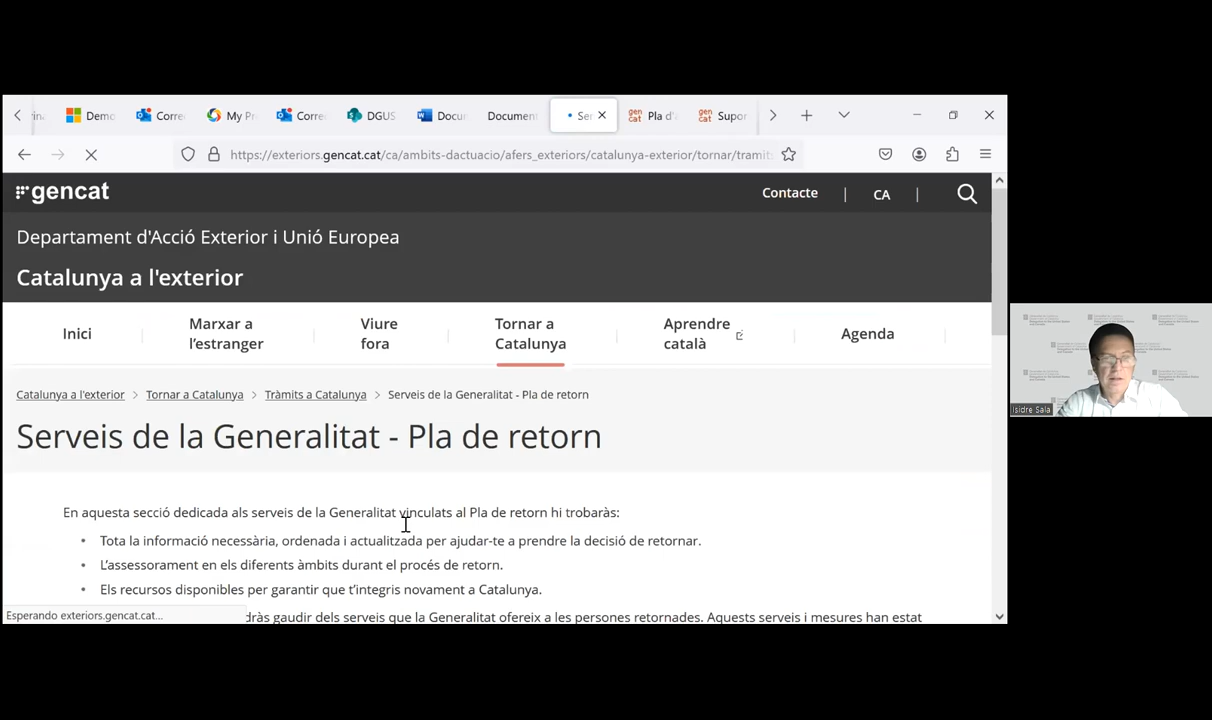 Demo
Corre
My Pr
Corre
DGUS
Docu
Document
Ser
Pla d'
Supor
https://exteriors.gencat.cat/ca/ambits-dactuacio/afers_exteriors/catalunya-exterior/tornar/tramits
gencat
Contacte | CA |
Departament d'Acció Exterior i Unió Europea
Catalunya a l'exterior
Inici
Marxar a
l'estranger
Viure
fora
Tornar a
Catalunya
Aprendre
català
Agenda
Catalunya a l'exterior > Tornar a Catalunya > Tràmits a Catalunya > Serveis de la Generalitat - Pla de retorn
Serveis de la Generalitat - Pla de retorn
En aquesta secció dedicada als serveis de la Generalitat vinculats al Pla de retorn hi trobaràs:
• Tota la informació necessària, ordenada i actualitzada per ajudar-te a prendre la decisió de retornar.
• L'assessorament en els diferents àmbits durant el procés de retorn.
• Els recursos disponibles per garantir que t'integris novament a Catalunya.
dràs gaudir dels serveis que la Generalitat ofereix a les persones retornades. Aquests serveis i mesures han estat
Esperando exteriors.gencat.cat...
Isidre Sala